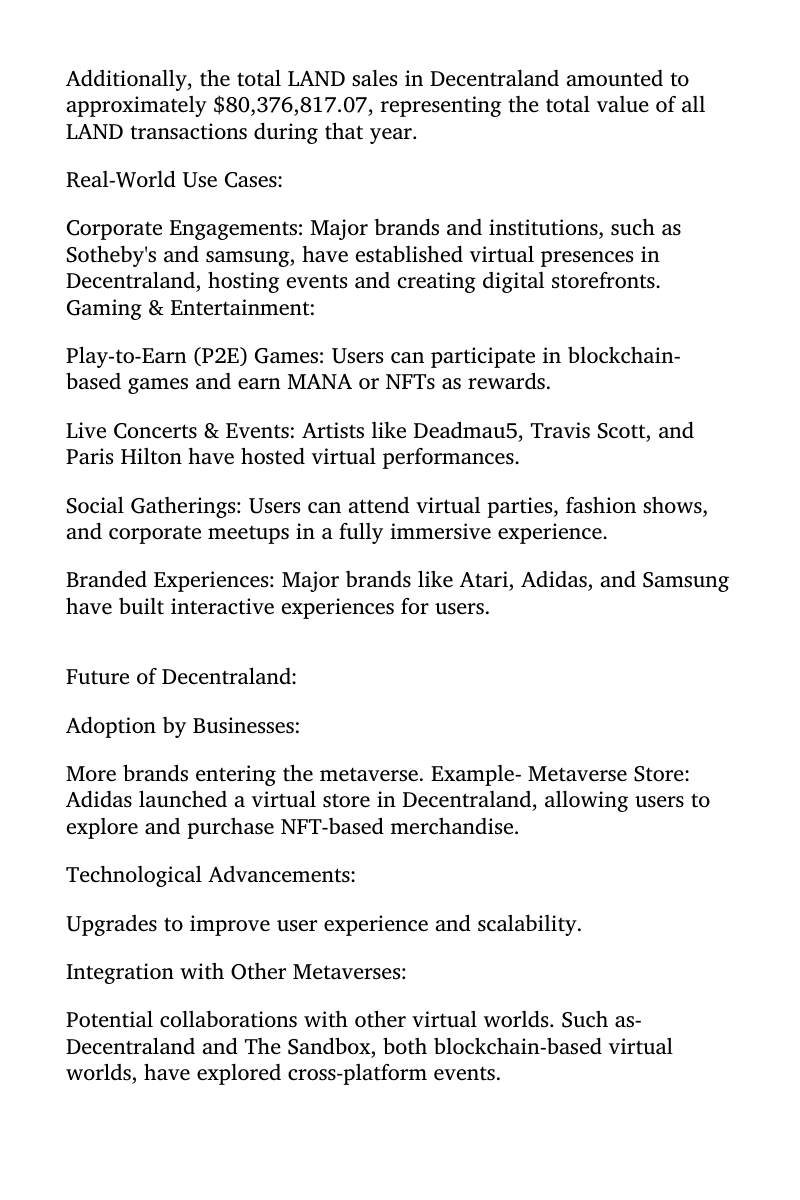 Additionally, the total LAND sales in Decentraland amounted to
approximately $80,376,817.07, representing the total value of all
LAND transactions during that year.
Real-World Use Cases:
Corporate Engagements: Major brands and institutions, such as
Sotheby's and samsung, have established virtual presences in
Decentraland, hosting events and creating digital storefronts.
Gaming & Entertainment:
Play-to-Earn (P2E) Games: Users can participate in blockchain-
based games and earn MANA or NFTs as rewards.
Live Concerts & Events: Artists like Deadmau5, Travis Scott, and
Paris Hilton have hosted virtual performances.
Social Gatherings: Users can attend virtual parties, fashion shows,
and corporate meetups in a fully immersive experience.
Branded Experiences: Major brands like Atari, Adidas, and Samsung
have built interactive experiences for users.
Future of Decentraland:
Adoption by Businesses:
More brands entering the metaverse. Example- Metaverse Store:
Adidas launched a virtual store in Decentraland, allowing users to
explore and purchase NFT-based merchandise.
Technological Advancements:
Upgrades to improve user experience and scalability.
Integration with Other Metaverses:
Potential collaborations with other virtual worlds. Such as-
Decentraland and The Sandbox, both blockchain-based virtual
worlds, have explored cross-platform events.